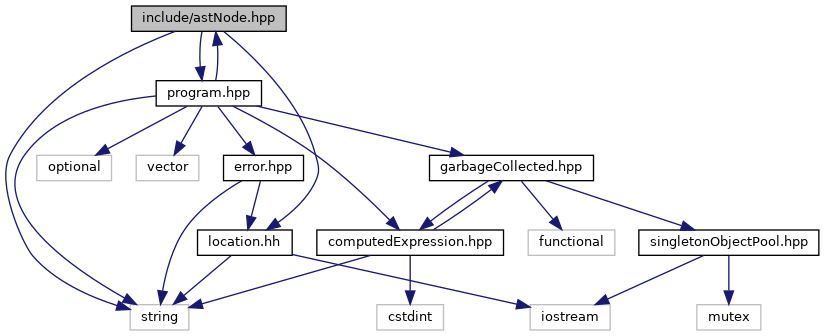 include/astNode.hpp
program.hpp
optional
vector
error.hpp
garbageCollected.hpp
location.hh
computedExpression.hpp
functional
singletonObjectPool.hpp
string
cstdint
iostream
mutex